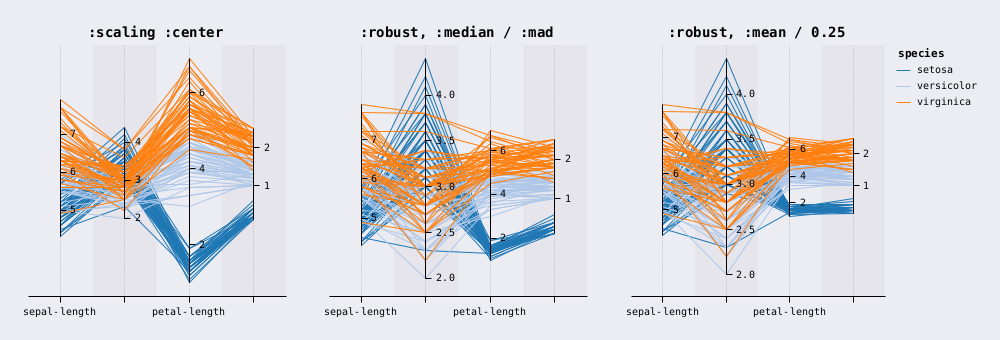 :scaling :center
:robust, :median / :mad
:robust, :mean / 0.25
species
setosa
versicolor
virginica
7
6
5
4
3
2
6
4
2
2
1
sepal-length
petal-length
7
6
5
4.0
3.5
3.0
2.5
2.0
6
4
2
2
1
sepal-length
petal-length
7
6
5
4.0
3.5
3.0
2.5
2.0
6
4
2
2
1
sepal-length
petal-length